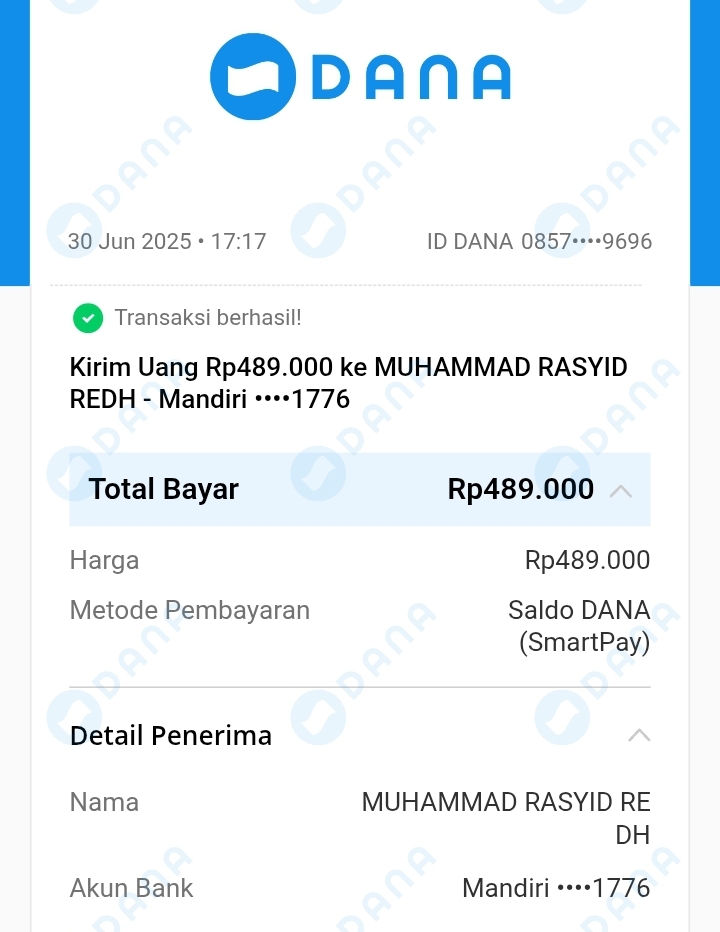 DANA
30 Jun 2025 • 17:17 ID DANA 0857••••9696
Transaksi berhasil!
Kirim Uang Rp489.000 ke MUHAMMAD RASYID
REDH - Mandiri ••••1776
Total Bayar Rp489.000
Harga Rp489.000
Metode Pembayaran Saldo DANA
(SmartPay)
Detail Penerima
Nama MUHAMMAD RASYID RE
DH
Akun Bank Mandiri ••••1776